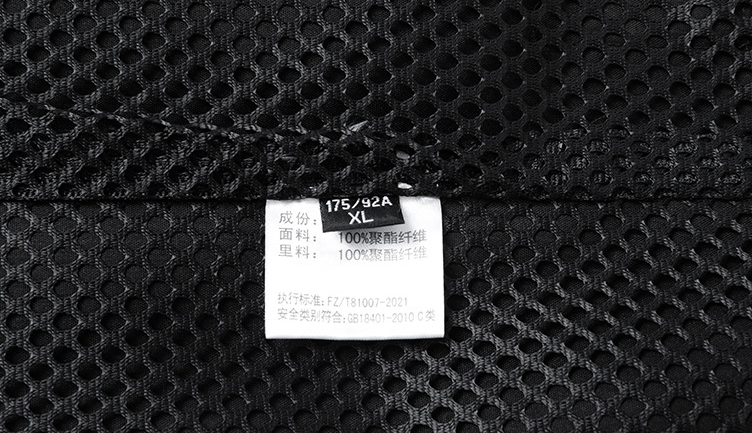 175/92A
XL
成份：
面料： 100%聚酯纤维
里料： 100%聚酯纤维
执行标准：FZ/T81007-2021
安全类别符合：GB18401-2010 C 类